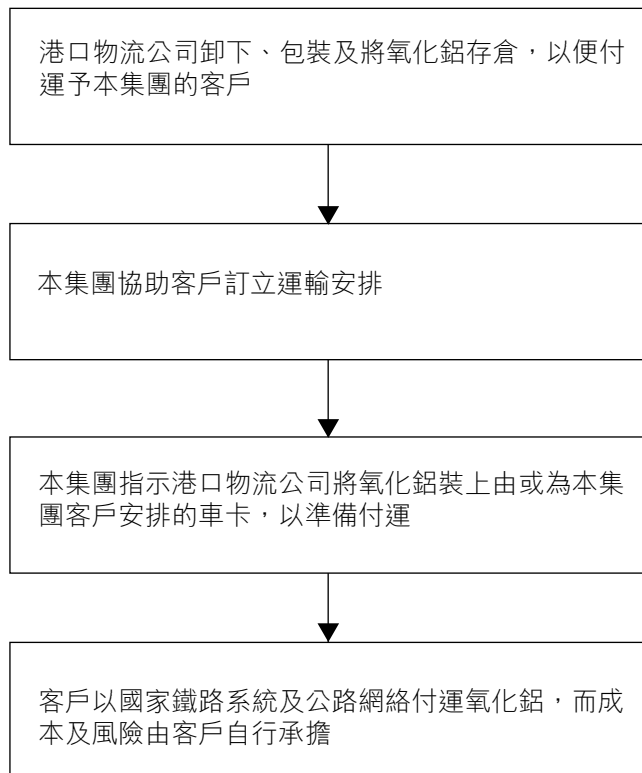 港口物流公司卸下、包裝及將氧化鋁存倉，以便付
運予本集團的客戶
本集團協助客戶訂立運輸安排
本集團指示港口物流公司將氧化鋁裝上由或為本集
團客戶安排的車卡，以準備付運
客戶以國家鐵路系統及公路網絡付運氧化鋁，而成
本及風險由客戶自行承擔